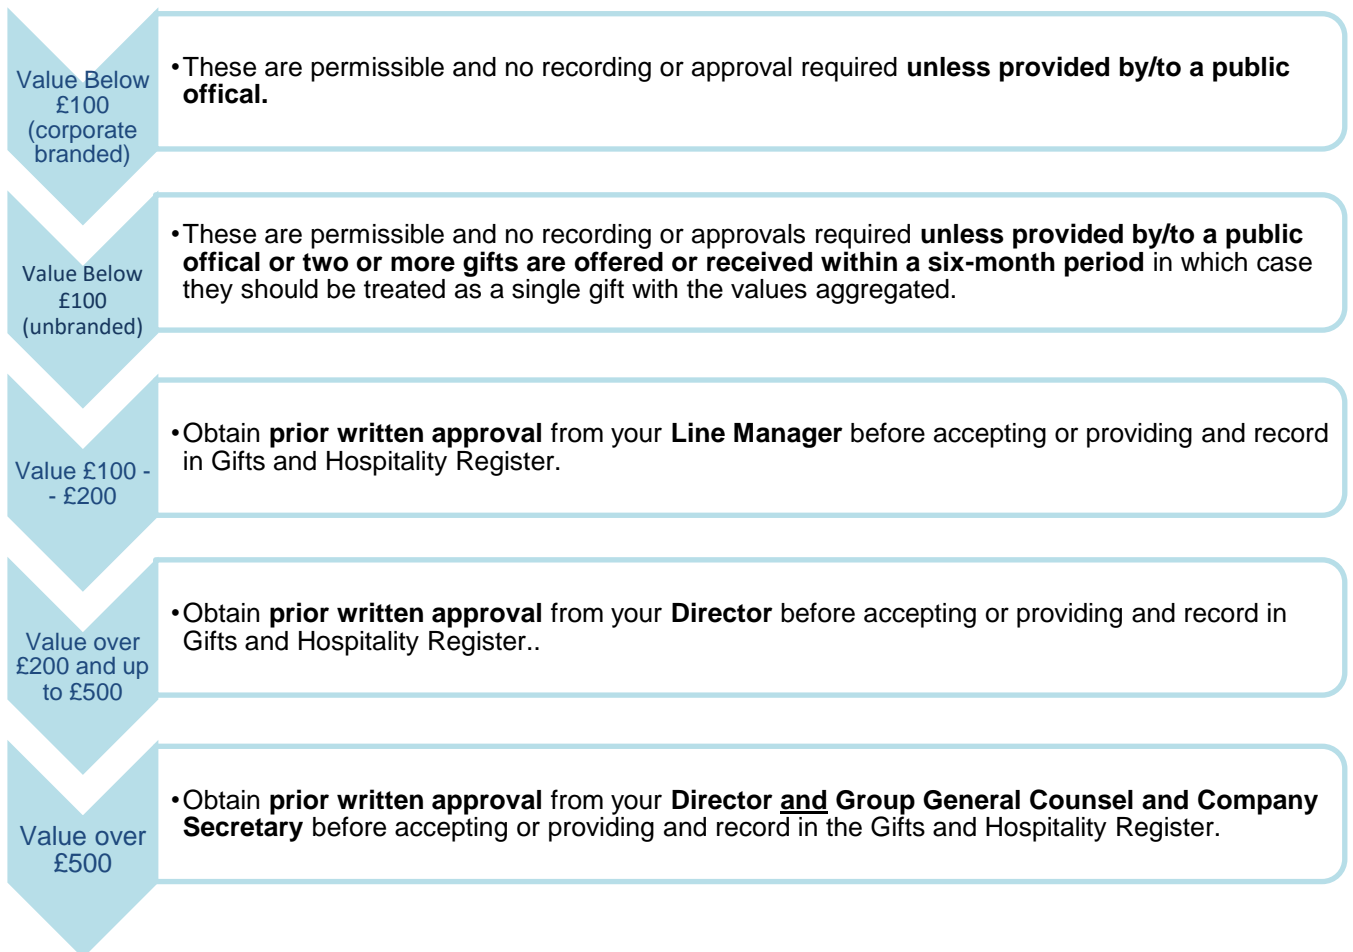 Value Below
£100
(corporate
branded)
•These are permissible and no recording or approval required unless provided by/to a public
offical.
Value Below
£100
(unbranded)
•These are permissible and no recording or approvals required unless provided by/to a public
offical or two or more gifts are offered or received within a six-month period in which case
they should be treated as a single gift with the values aggregated.
Value £100 -
- £200
•Obtain prior written approval from your Line Manager before accepting or providing and record
in Gifts and Hospitality Register.
Value over
£200 and up
to £500
•Obtain prior written approval from your Director before accepting or providing and record in
Gifts and Hospitality Register..
Value over
£500
•Obtain prior written approval from your Director and Group General Counsel and Company
Secretary before accepting or providing and record in the Gifts and Hospitality Register.